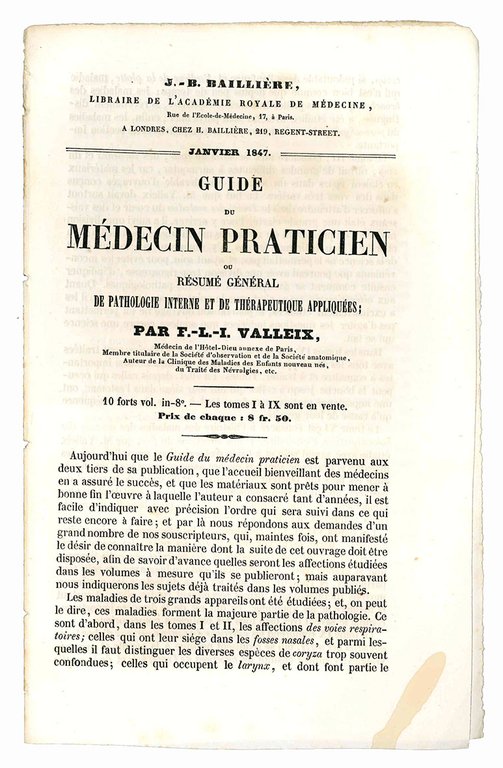 J.-B. BAILLIÈRE,
LIBRAIRE DE L'ACADÉMIE ROYALE DE MÉDECINE,
Rue de l'Ecole-de-Médecine, 17, à Paris.
A LONDRES, CHEZ H. BAILLIÈRE, 219, REGENT-STREET.
JANVIER 1847.
GUIDE
DU
MÉDECIN PRATICIEN
OU
RÉSUMÉ GÉNÉRAL
DE PATHOLOGIE INTERNE ET DE THÉRAPEUTIQUE APPLIQUÉES;
PAR F.-L.-I. VALLEIX,
Médecin de l'Hôtel-Dieu annexe de Paris,
Membre titulaire de la Société d'observation et de la Société anatomique,
Auteur de la Clinique des Maladies des Enfants nouveau nés,
du Traité des Névralgies, etc.
10 forts vol. in-8°. — Les tomes I à IX sont en vente.
Prix de chaque : 8 fr. 50.
Aujourd'hui que le Guide du médecin praticien est parvenu aux
deux tiers de sa publication, que l'accueil bienveillant des médecins
en a assuré le succès, et que les matériaux sont prêts pour mener à
bonne fin l'œuvre à laquelle l'auteur a consacré tant d'années, il est
facile d'indiquer avec précision l'ordre qui sera suivi dans ce qui
reste encore à faire; et par là nous répondons aux demandes d'un
grand nombre de nos souscripteurs, qui, maintes fois, ont manifesté
le désir de connaître la manière dont la suite de cet ouvrage doit être
disposée, afin de savoir d'avance quelles seront les affections étudiées
dans les volumes à mesure qu'ils se publieront; mais auparavant
nous indiquerons les sujets déjà traités dans les volumes publiés.
Les maladies de trois grands appareils ont été étudiées; et, on peut
le dire, ces maladies forment la majeure partie de la pathologie. Ce
sont d'abord, dans les tomes I et II, les affections des voies respira-
toires; celles qui ont leur siége dans les fosses nasales, et parmi les-
quelles il faut distinguer les diverses espèces de coryza trop souvent
confondues; celles qui occupent le larynx, et dont font partie le